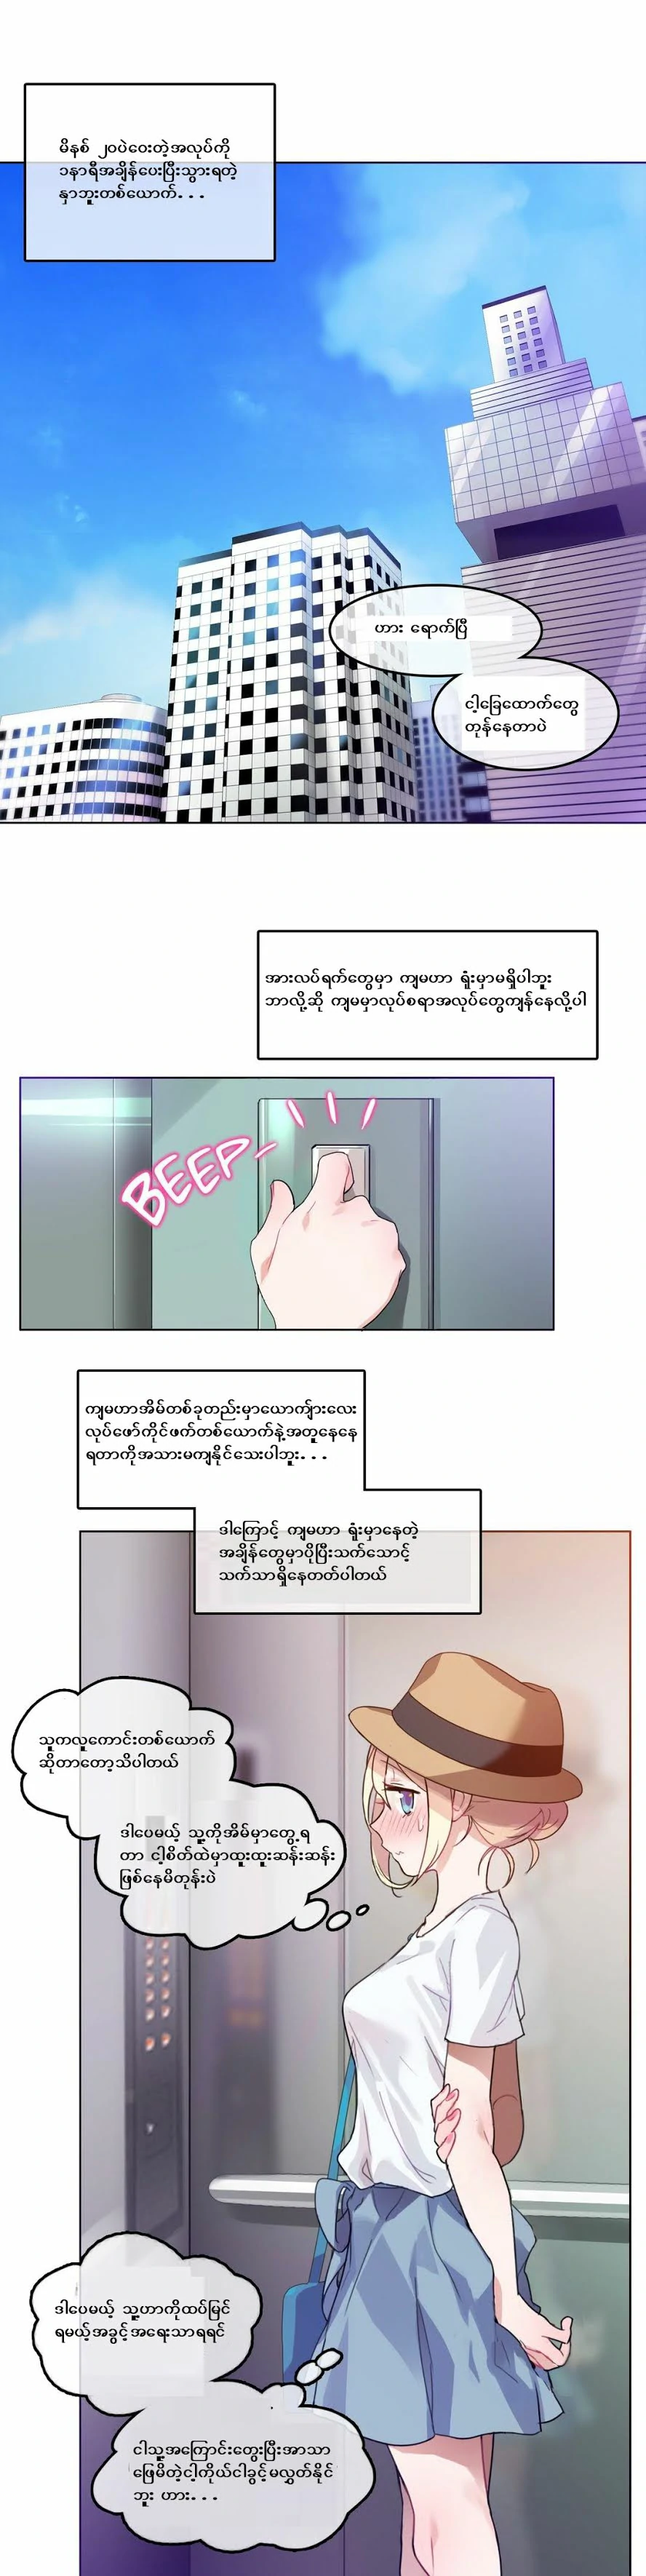 မိနစ် ၂၀ပဲဝေးတဲ့အလုပ်ကို
၁နာရီအချိန်ပေးပြီးသွားရတဲ့
နှာဘူးတစ်ယောက်...
ဟား ရောက်ပြီ
ငါ့ခြေထောက်တွေ
တုန်နေတာပဲ
အားလပ်ရက်တွေမှာ ကျမဟာ ရုံးမှာမရှိပါဘူး
ဘာလို့ဆို ကျမမှာလုပ်စရာအလုပ်တွေကျန်နေလို့ပါ
BEEP_
ကျမဟာအိမ်တစ်ခုတည်းမှာယောကျ်ားလေး
လုပ်ဖော်ကိုင်ဖက်တစ်ယောက်နဲ့အတူနေနေ
ရတာကိုအသားမကျနိုင်သေးပါဘူး...
ဒါကြောင့် ကျမဟာ ရုံးမှာနေတဲ့
အချိန်တွေမှာပိုပြီးသက်သောင့်
သက်သာရှိနေတတ်ပါတယ်
သူကလူကောင်းတစ်ယောက်
ဆိုတာတော့သိပါတယ်
ဒါပေမယ့် သူ့ကိုအိမ်မှာတွေ့ရ
တာ ငါ့စိတ်ထဲမှာထူးထူးဆန်းဆန်း
ဖြစ်နေမိတုန်းပဲ
ဒါပေမယ့် သူ့ဟာကိုထပ်မြင်
ရမယ့်အခွင့်အရေးသာရရင်
ငါသူ့အကြောင်းတွေးပြီးအာသာ
ဖြေမိတဲ့ငါ့ကိုယ်ငါခွင့်မလွှတ်နိုင်
ဘူး ဟား...